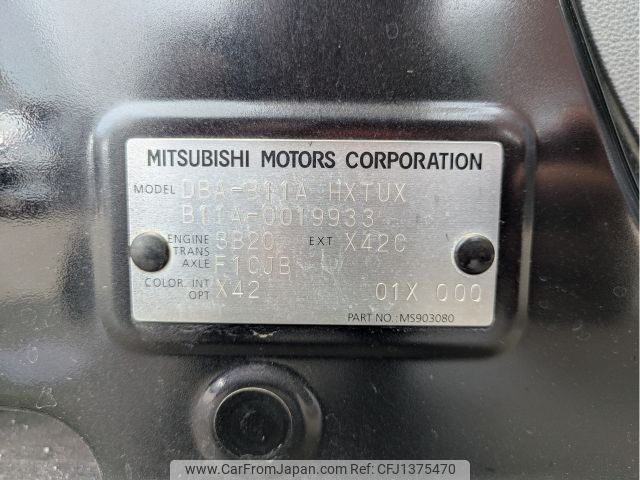 MITSUBISHI MOTORS CORPORATION
MODEL DBA-B11A HXTUX
B11A-0019933
ENGINE 3B20 EXT X42C
TRANS
AXLE F1CJB
COLOR. INT X42 01X 000
OPT
PART NO.:MS903080
www.CarFromJapan.com © CarFromJapan - CFJ1375470